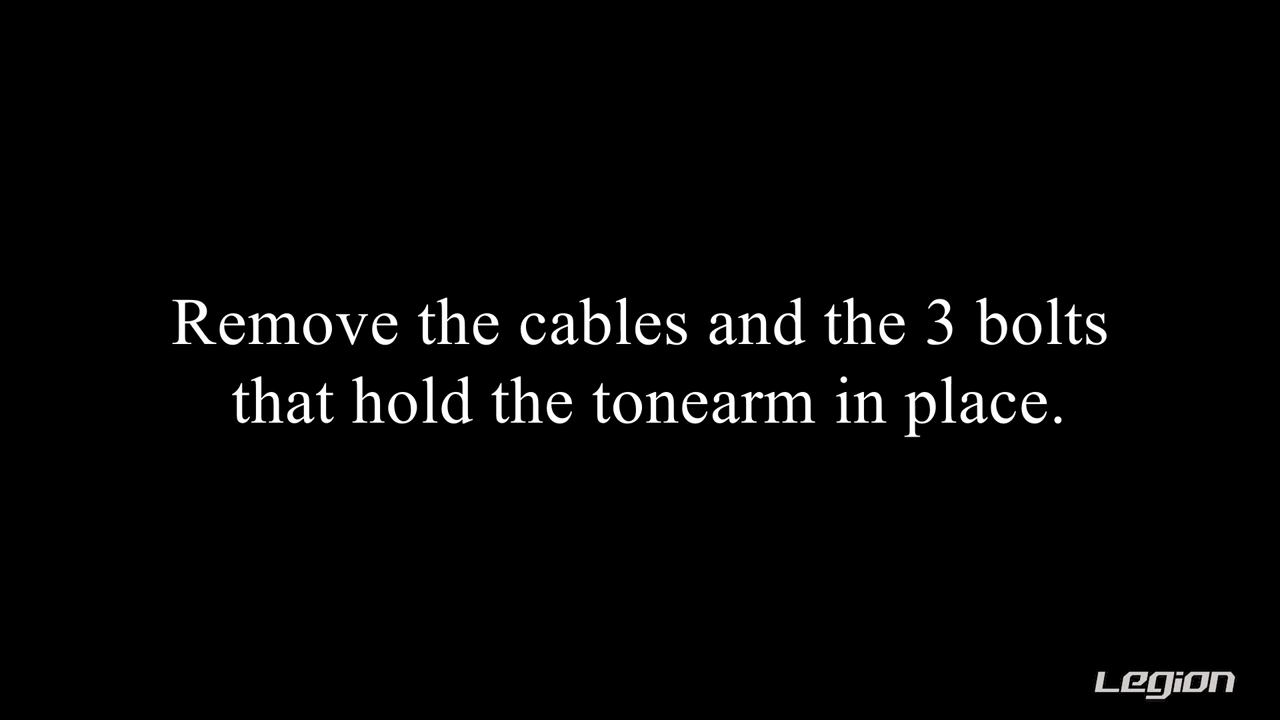 Remove the cables and the 3 bolts
that hold the tonearm in place.
Legion